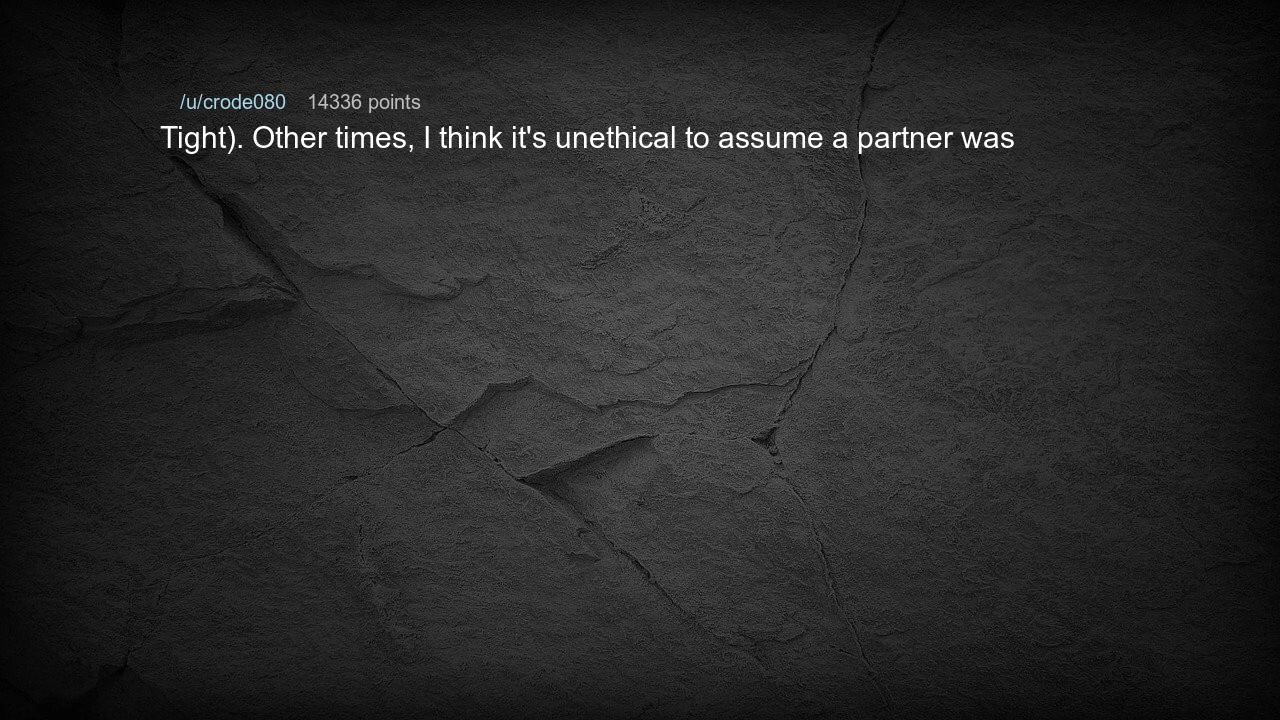 /u/crode080 14336 points
Tight). Other times, I think it's unethical to assume a partner was